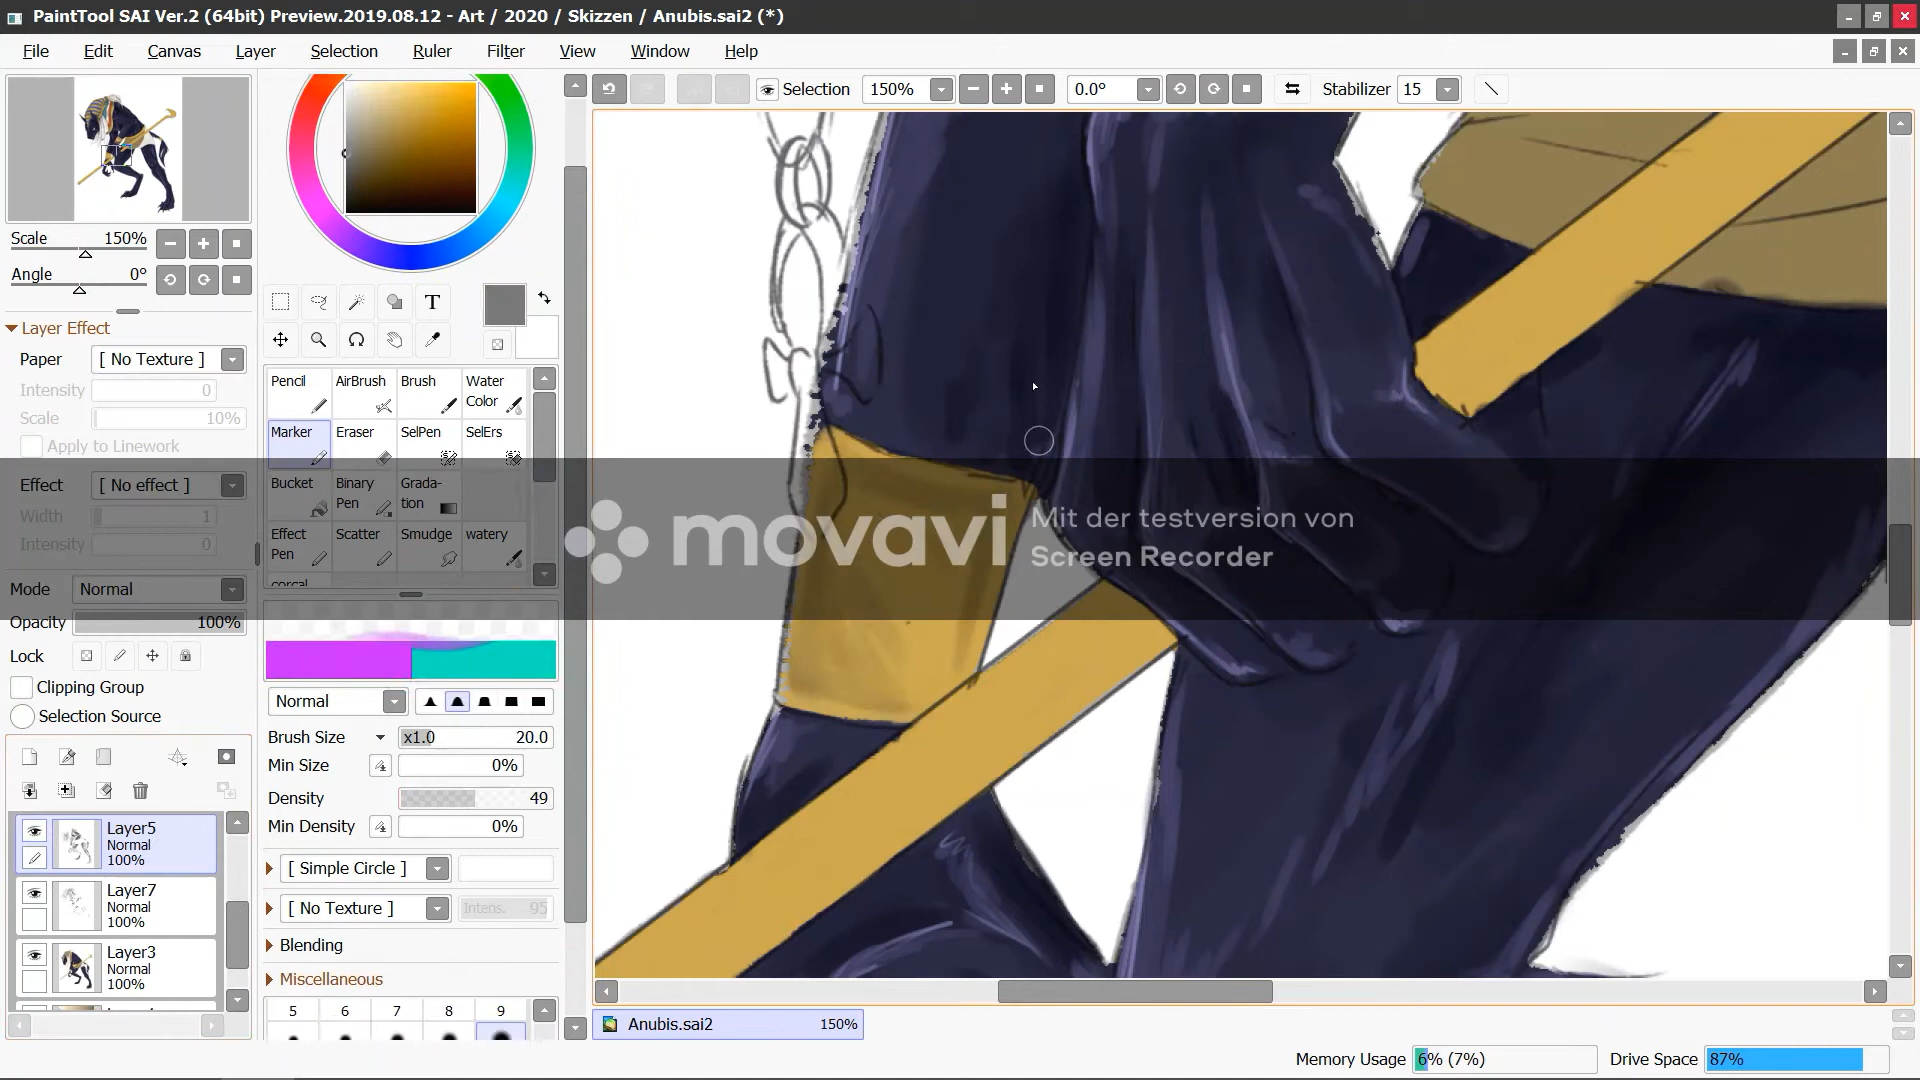 PaintTool SAI Ver.2 (64bit) Preview.2019.08.12 - Art / 2020 / Skizzen / Anubis.sai2 (*)
File Edit Canvas Layer Selection Ruler Filter View Window Help
Selection 150% 0.0° Stabilizer 15
Scale 150%
Angle 0°
Layer Effect
Paper [ No Texture ]
Intensity 0
Scale 10%
Apply to Linework
Effect [ No effect ]
Width 1
Intensity 0
Mode Normal
Opacity 100%
Lock
Clipping Group
Selection Source
Layer5
Normal
100%
Layer7
Normal
100%
Layer3
Normal
100%
T
Pencil AirBrush Brush Water Color
Marker Eraser SelPen SelErs
Bucket Binary Pen Grada-tion
Effect Pen Scatter Smudge watery
Normal
Brush Size x1.0 20.0
Min Size 0%
Density 49
Min Density 0%
[ Simple Circle ]
[ No Texture ] Intens. 95
Blending
Miscellaneous
5 6 7 8 9
movavi
Mit der testversion von
Screen Recorder
Anubis.sai2 150%
Memory Usage 6% (7%) Drive Space 87%